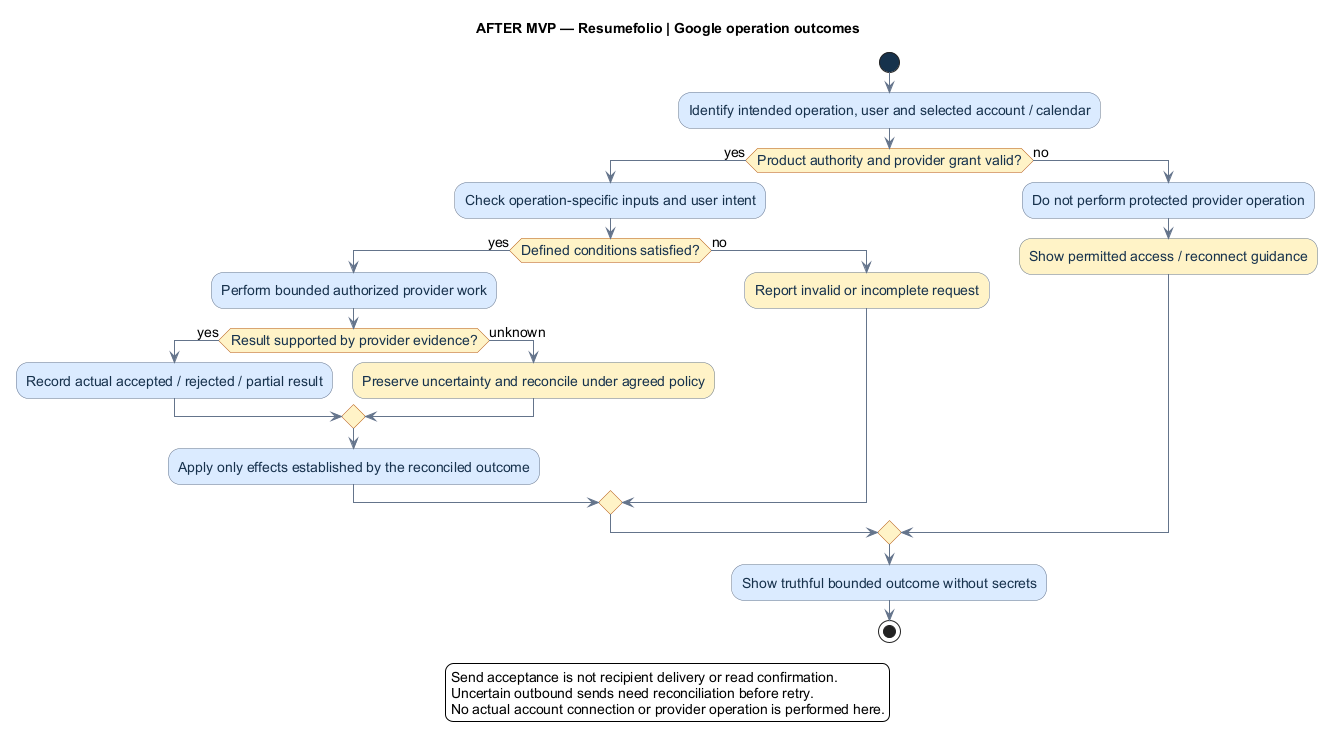 AFTER MVP — Resumefolio | Google operation outcomes
Identify intended operation, user and selected account / calendar
yes
Product authority and provider grant valid?
no
Check operation-specific inputs and user intent
Do not perform protected provider operation
yes
Defined conditions satisfied?
no
Show permitted access / reconnect guidance
Perform bounded authorized provider work
Report invalid or incomplete request
yes
Result supported by provider evidence?
unknown
Record actual accepted / rejected / partial result
Preserve uncertainty and reconcile under agreed policy
Apply only effects established by the reconciled outcome
Show truthful bounded outcome without secrets
Send acceptance is not recipient delivery or read confirmation.
Uncertain outbound sends need reconciliation before retry.
No actual account connection or provider operation is performed here.